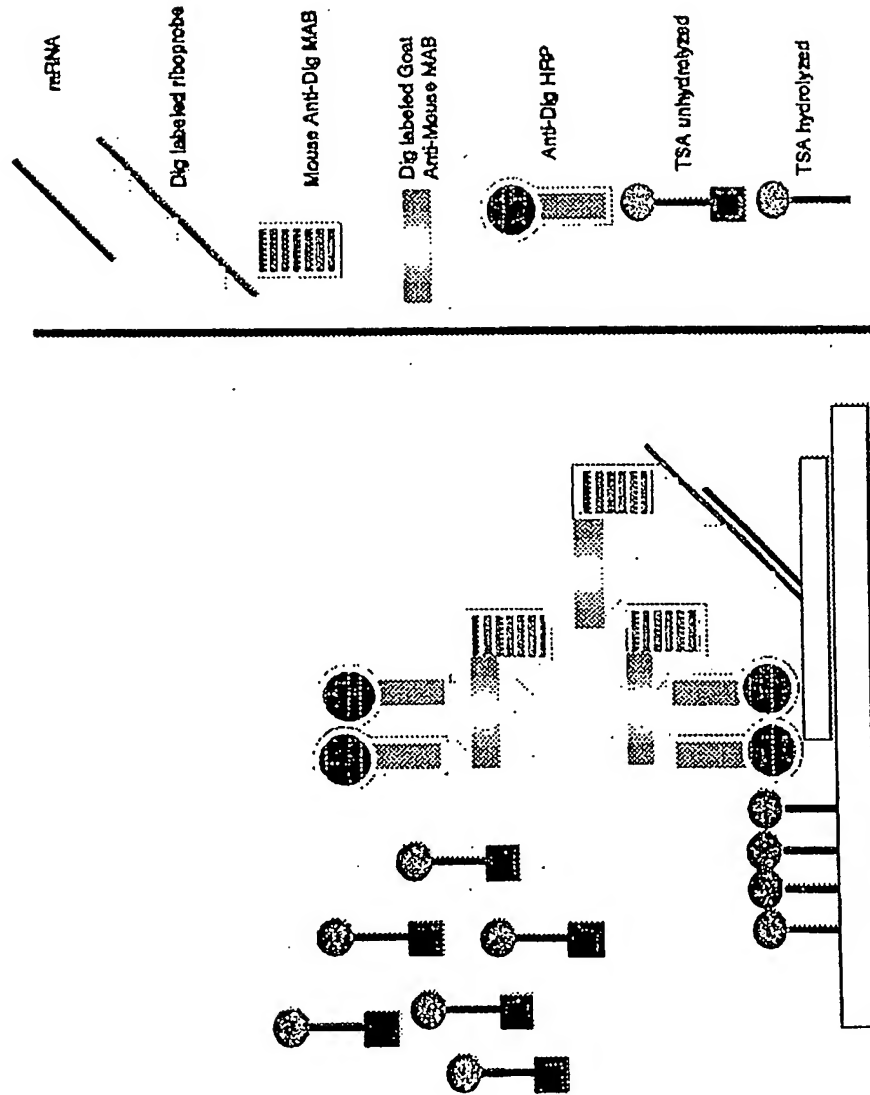 mRNA
Dig labeled riboprobe
Mouse Anti-Dig MAB
Dig labeled Goat
Anti-Mouse MAB
Anti-Dig HRP
TSA unhydrolyzed
TSA hydrolyzed